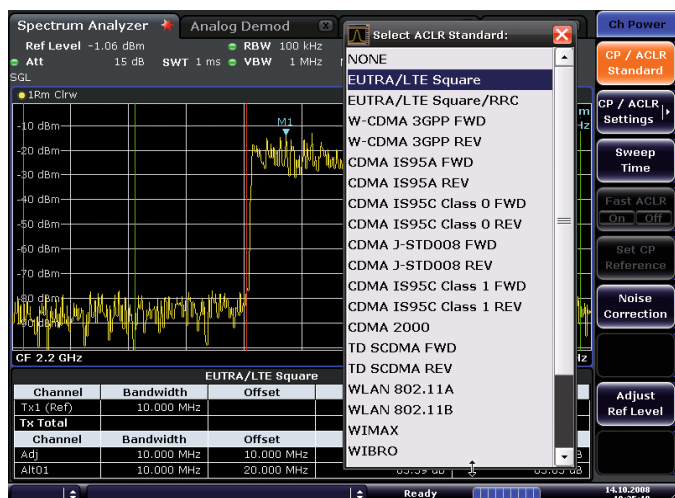 Spectrum Analyzer
Analog Demod
Select ACLR Standard:
Ch Power
Ref Level -1.06 dBm
RBW 100 kHz
Att 15 dB SWT 1 ms VBW 1 MHz
SGL
1Rm Clrw
M1
-10 dBm
-20 dBm
-30 dBm
-40 dBm
-50 dBm
-60 dBm
-70 dBm
CF 2.2 GHz
NONE
EUTRA/LTE Square
EUTRA/LTE Square/RRC
W-CDMA 3GPP FWD
W-CDMA 3GPP REV
CDMA IS95A FWD
CDMA IS95A REV
CDMA IS95C Class 0 FWD
CDMA IS95C Class 0 REV
CDMA J-STD008 FWD
CDMA J-STD008 REV
CDMA IS95C Class 1 FWD
CDMA IS95C Class 1 REV
CDMA 2000
TD SCDMA FWD
TD SCDMA REV
WLAN 802.11A
WLAN 802.11B
WIMAX
WIBRO
CP / ACLR
Standard
CP / ACLR
Settings
Sweep
Time
Fast ACLR
On Off
Set CP
Reference
Noise
Correction
Adjust
Ref Level
EUTRA/LTE Square
Channel Bandwidth Offset
Tx1 (Ref) 10.000 MHz
Tx Total
Channel Bandwidth Offset
Adj 10.000 MHz 10.000 MHz
Alt01 10.000 MHz 20.000 MHz
Ready
14.10.2008